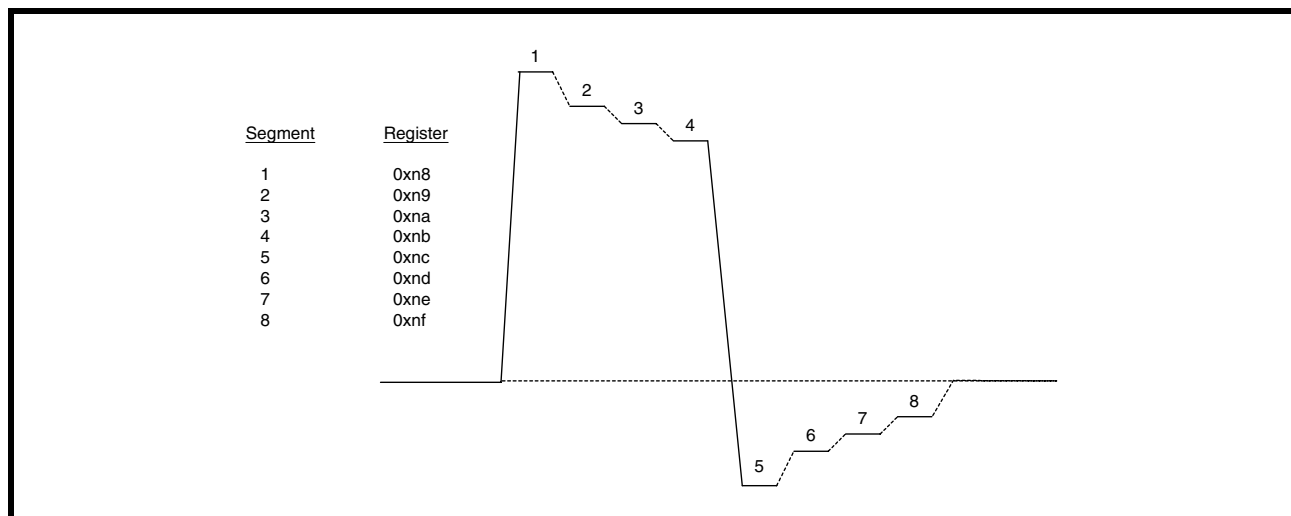 Segment Register
1 0xn8
2 0xn9
3 0xna
4 0xnb
5 0xnc
6 0xnd
7 0xne
8 0xnf
1
2
3
4
5
6
7
8